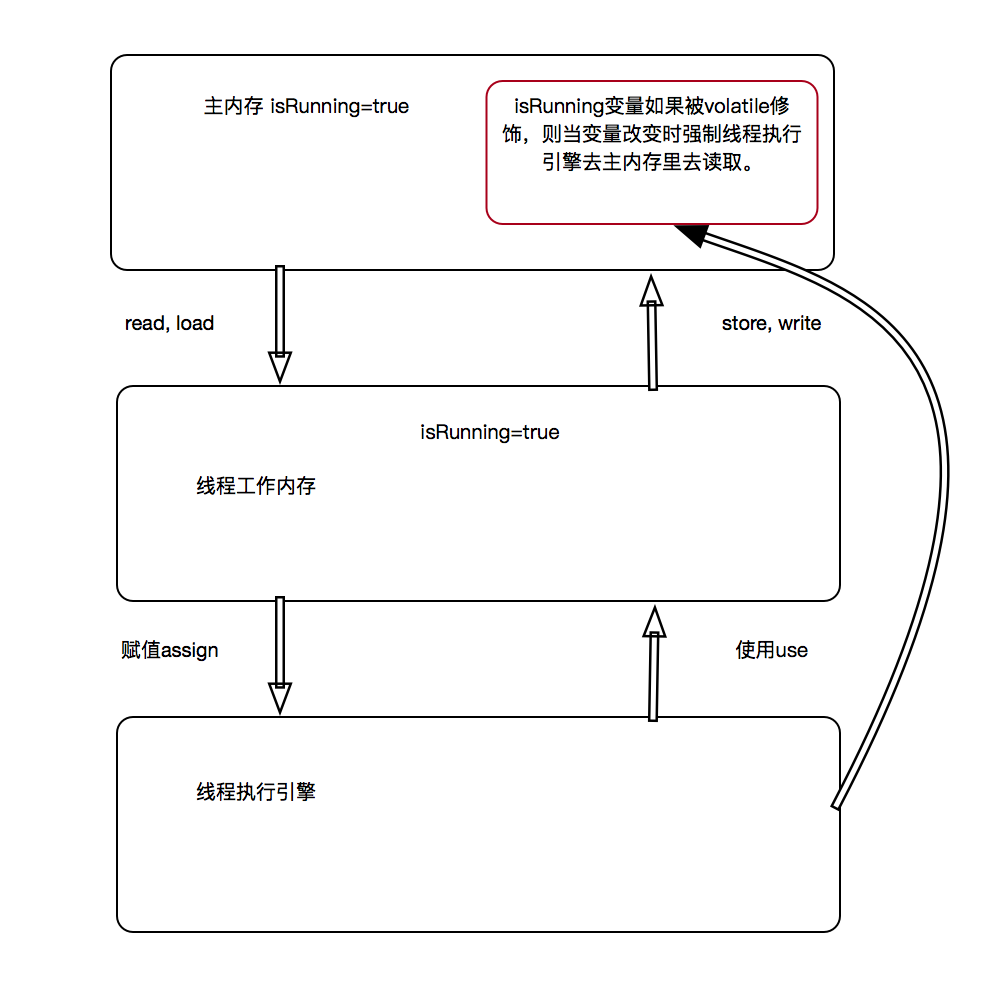 主内存 isRunning=true
isRunning变量如果被volatile修
饰，则当变量改变时强制线程执行
引擎去主内存里去读取。
read, load
store, write
isRunning=true
线程工作内存
赋值assign
使用use
线程执行引擎